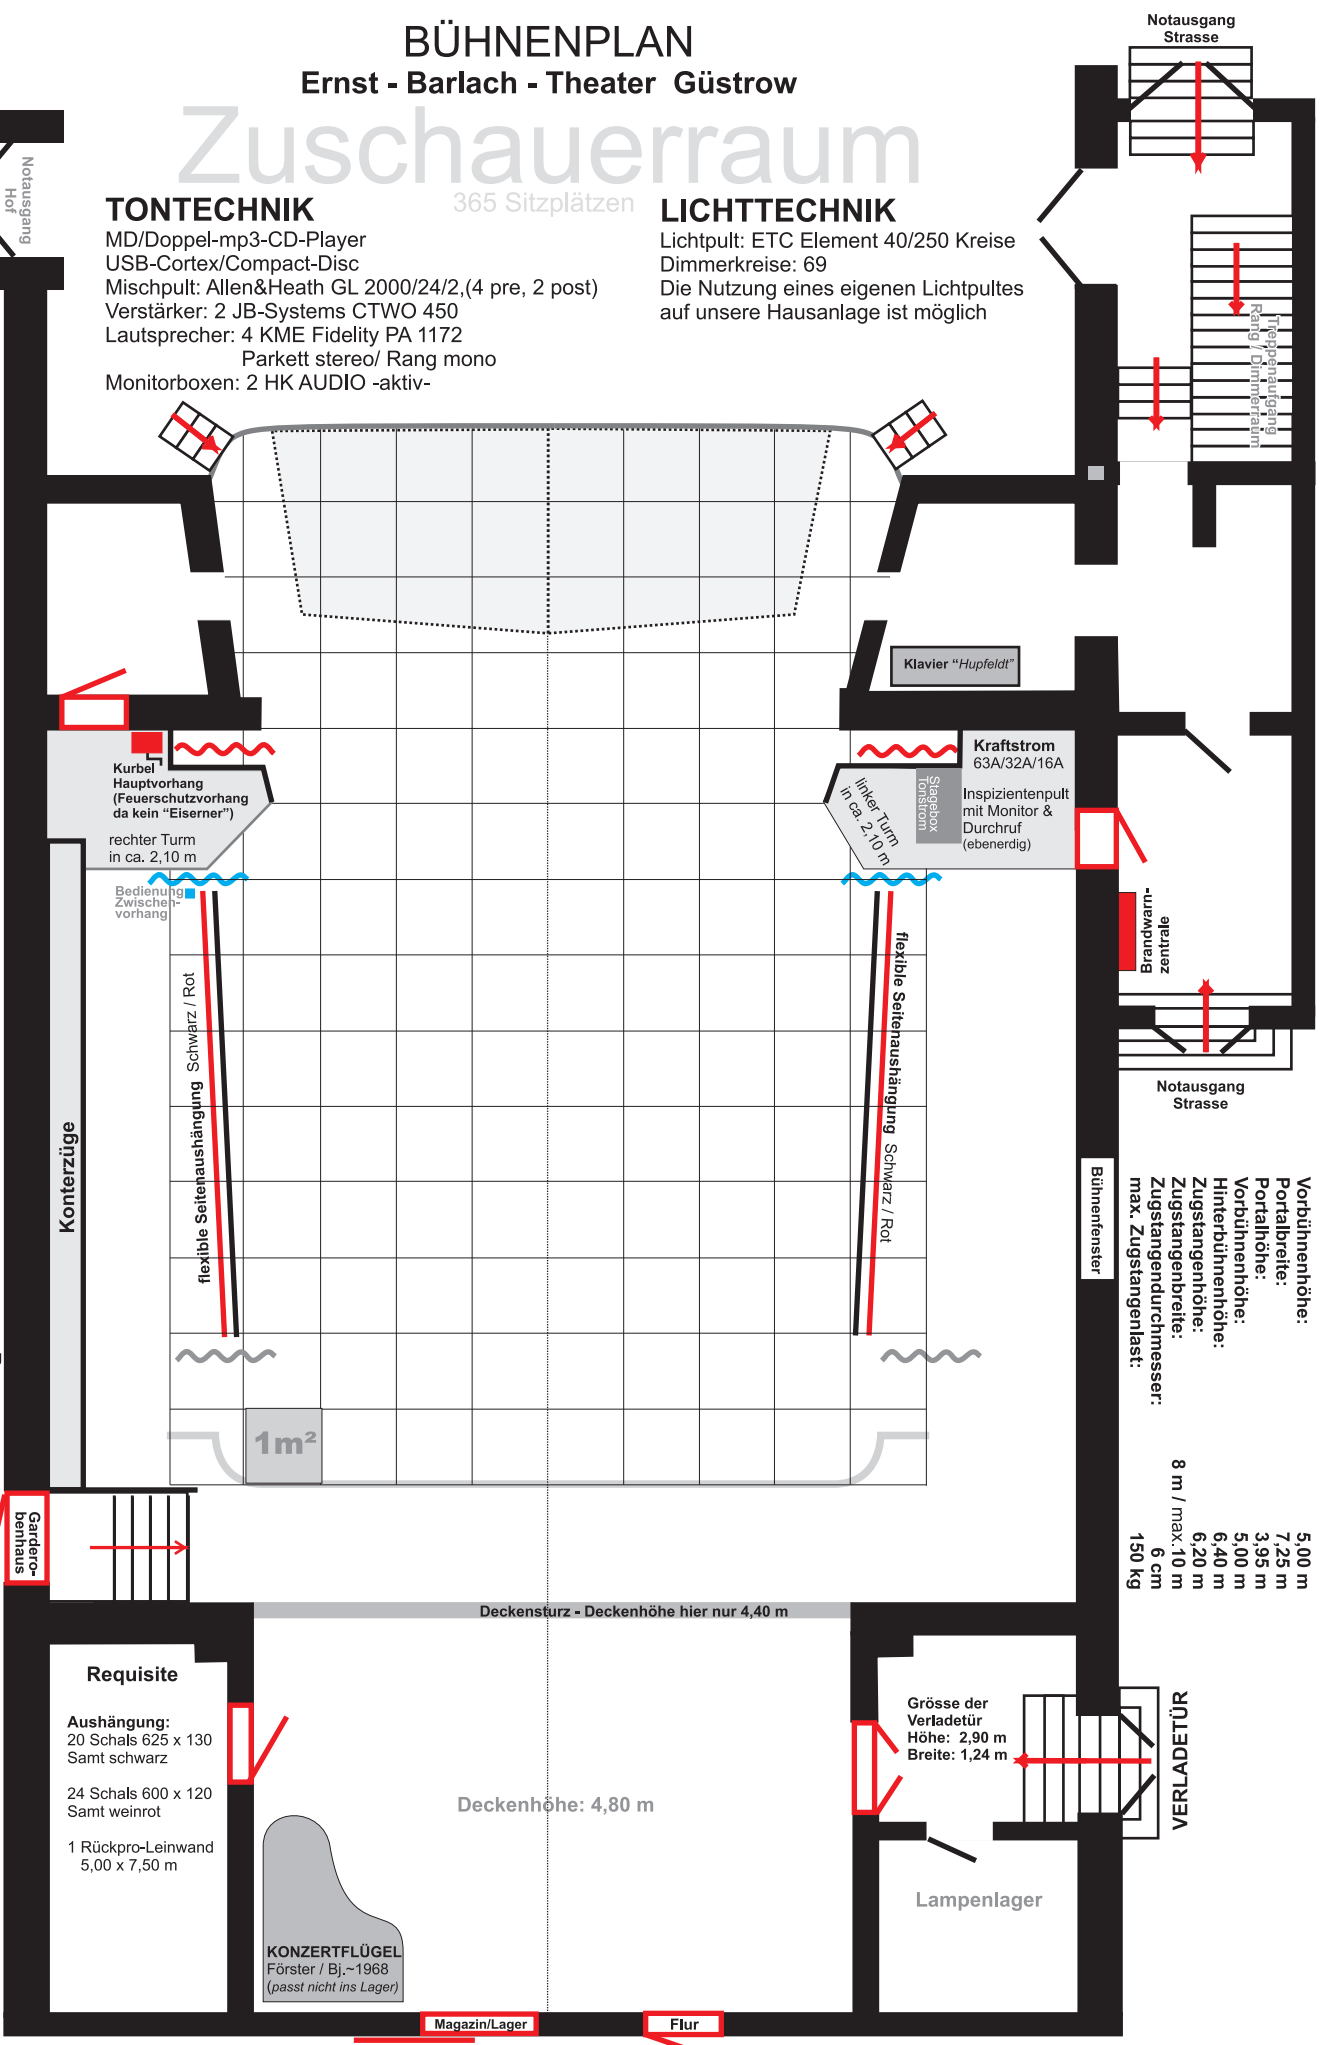 BÜHNENPLAN
Ernst - Barlach - Theater Güstrow
Zuschauerraum
365 Sitzplätzen
Notausgang
Strasse
Notausgang
Hof
TONTECHNIK
MD/Doppel-mp3-CD-Player
USB-Cortex/Compact-Disc
Mischpult: Allen&Heath GL 2000/24/2,(4 pre, 2 post)
Verstärker: 2 JB-Systems CTWO 450
Lautsprecher: 4 KME Fidelity PA 1172
Parkett stereo/ Rang mono
Monitorboxen: 2 HK AUDIO -aktiv-
LICHTTECHNIK
Lichtpult: ETC Element 40/250 Kreise
Dimmerkreise: 69
Die Nutzung eines eigenen Lichtpultes
auf unsere Hausanlage ist möglich
Treppenaufgang
Rang / Dimmerraum
Klavier “Hupfeldt”
Kurbel
Hauptvorhang
(Feuerschutzvorhang
da kein “Eiserner”)
rechter Turm
in ca. 2,10 m
linker Turm
in ca. 2,10 m
Stagebox
Tonstrom
Kraftstrom
63A/32A/16A
Inspizientenpult
mit Monitor &
Durchruf
(ebenerdig)
Bedienung
Zwischen-
vorhang
Brandwarn-
zentrale
flexible Seitenaushängung Schwarz / Rot
flexible Seitenaushängung Schwarz / Rot
Konterzüge
Notausgang
Strasse
Bühnenfenster
Vorbühnenhöhe: 5,00 m
Portalbreite: 7,25 m
Portalhöhe: 3,95 m
Vorbühnenhöhe: 5,00 m
Hinterbühnenhöhe: 6,40 m
Zugstangenhöhe: 6,20 m
Zugstangenbreite: 8 m / max.10 m
Zugstangendurchmesser: 6 cm
max. Zugstangenlast: 150 kg
1m²
Gardero-
benhaus
Deckensturz - Deckenhöhe hier nur 4,40 m
Requisite
Aushängung:
20 Schals 625 x 130
Samt schwarz
24 Schals 600 x 120
Samt weinrot
1 Rückpro-Leinwand
5,00 x 7,50 m
Grösse der
Verladetür
Höhe: 2,90 m
Breite: 1,24 m
VERLADETÜR
Deckenhöhe: 4,80 m
Lampenlager
KONZERTFLÜGEL
Förster / Bj.~1968
(passt nicht ins Lager)
Magazin/Lager
Flur